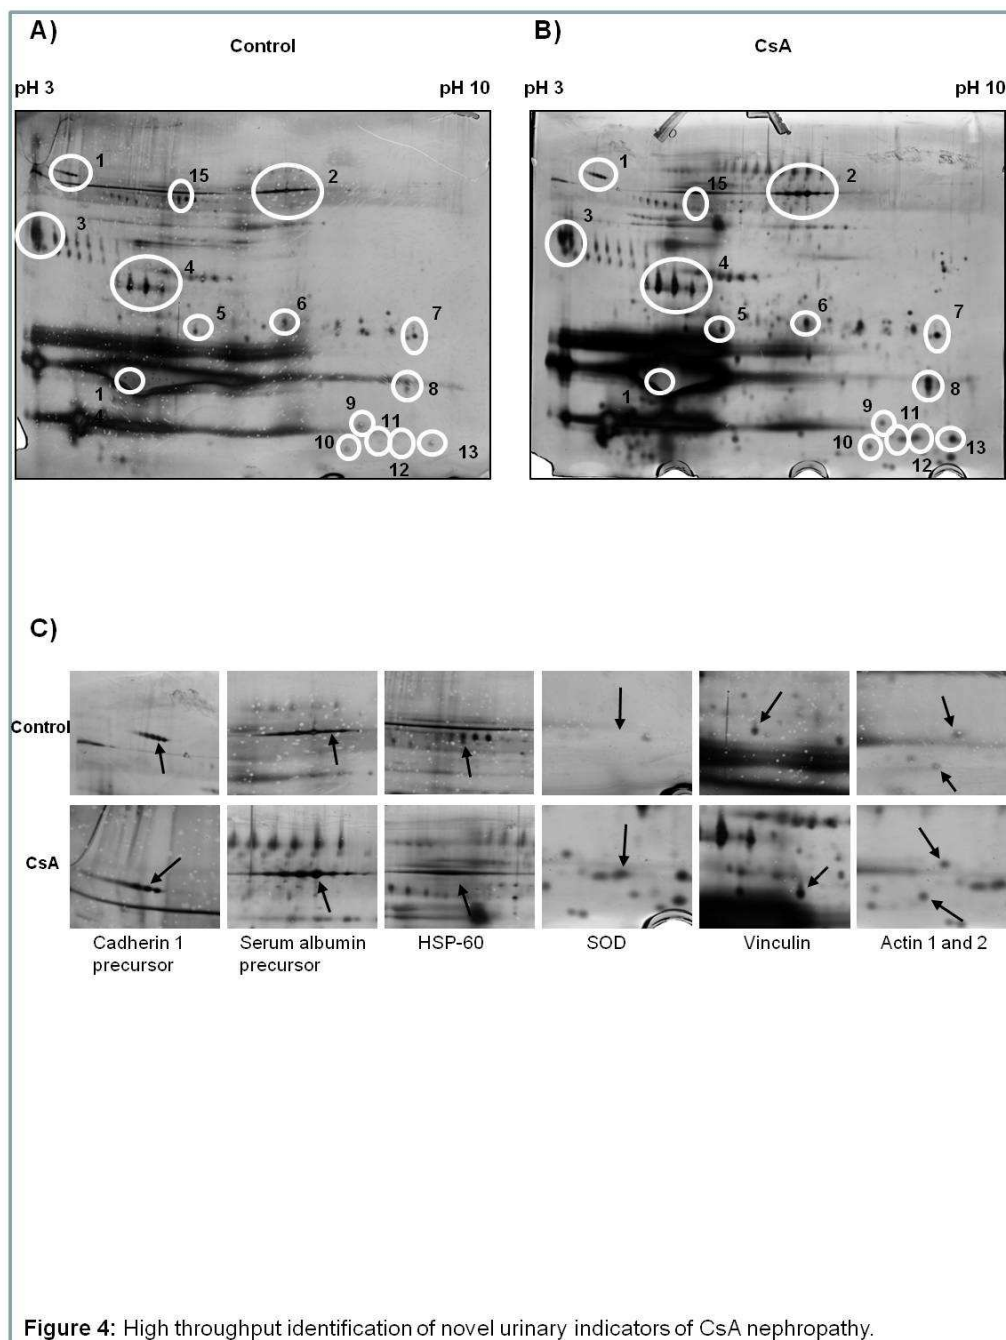 A)
B)
Control
CsA
pH 3
pH 10
pH 3
pH 10
1
15
2
3
4
5
6
7
1
8
9
11
10
12
13
1
15
2
3
4
5
6
7
1
8
9
11
10
12
13
C)
Control
CsA
Cadherin 1 precursor
Serum albumin precursor
HSP-60
SOD
Vinculin
Actin 1 and 2
Figure 4: High throughput identification of novel urinary indicators of CsA nephropathy.